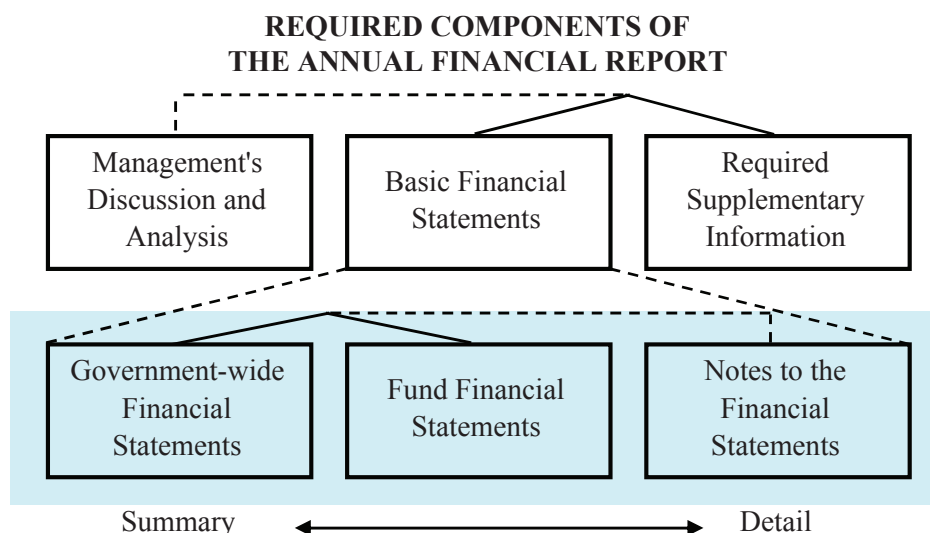 REQUIRED COMPONENTS OF
THE ANNUAL FINANCIAL REPORT
Management's
Discussion and
Analysis
Basic Financial
Statements
Required
Supplementary
Information
Government-wide
Financial
Statements
Fund Financial
Statements
Notes to the
Financial
Statements
Summary
Detail